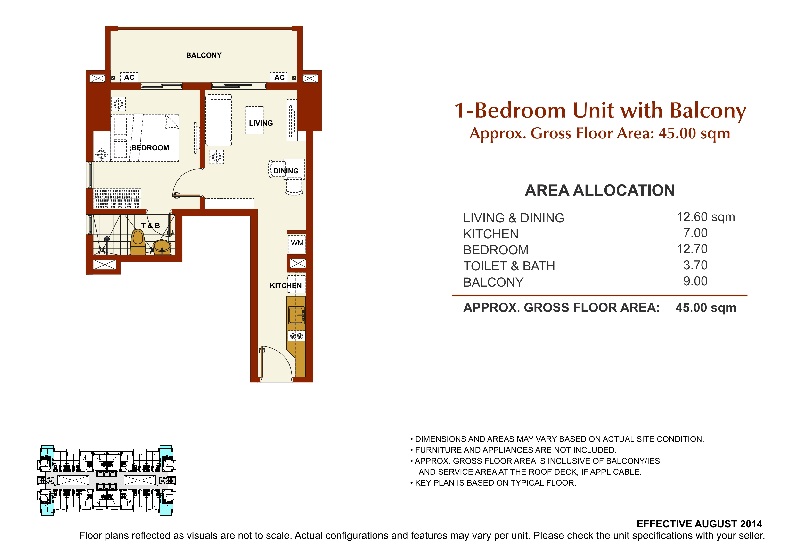 BALCONY
AC
AC
LIVING
BEDROOM
DINING
T & B
WM
KITCHEN
1-Bedroom Unit with Balcony
Approx. Gross Floor Area: 45.00 sqm
AREA ALLOCATION
LIVING & DINING 12.60 sqm
KITCHEN 7.00
BEDROOM 12.70
TOILET & BATH 3.70
BALCONY 9.00
APPROX. GROSS FLOOR AREA: 45.00 sqm
• DIMENSIONS AND AREAS MAY VARY BASED ON ACTUAL SITE CONDITION.
• FURNITURE AND APPLIANCES ARE NOT INCLUDED.
• APPROX. GROSS FLOOR AREA IS INCLUSIVE OF BALCONY/IES
AND SERVICE AREA AT THE ROOF DECK, IF APPLICABLE.
• KEY PLAN IS BASED ON TYPICAL FLOOR.
EFFECTIVE AUGUST 2014
Floor plans reflected as visuals are not to scale. Actual configurations and features may vary per unit. Please check the unit specifications with your seller.